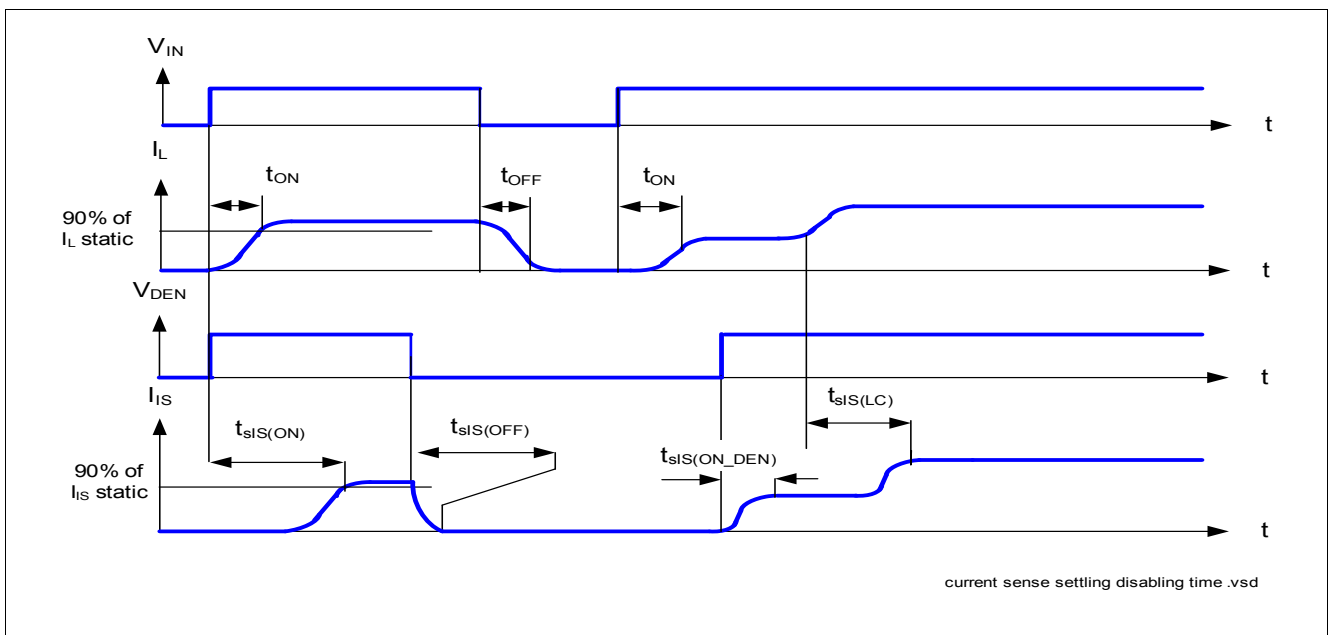 VIN
t
IL
tON
tOFF
tON
90% of
IL static
t
VDEN
t
IIS
tsIS(ON)
tsIS(OFF)
tsIS(LC)
tsIS(ON_DEN)
90% of
IIS static
t
current sense settling disabling time .vsd